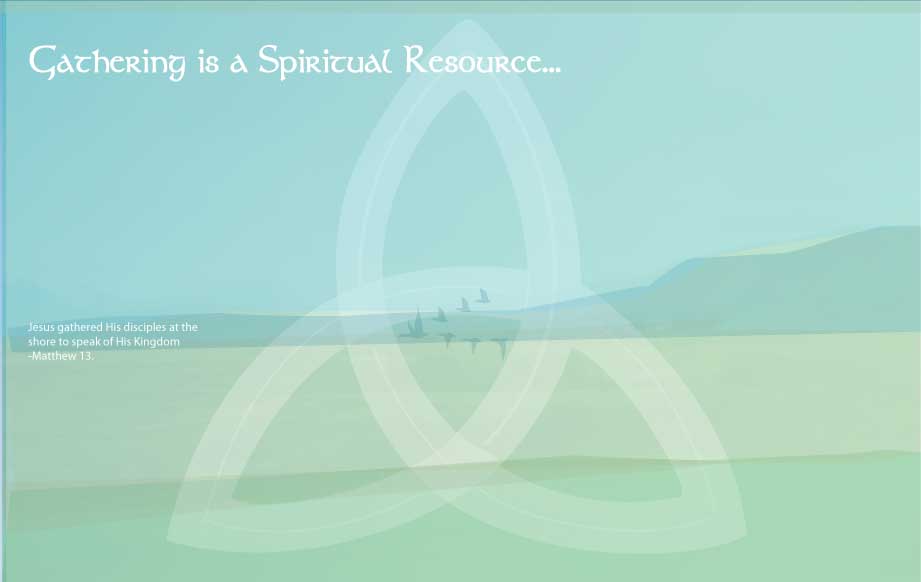 Gathering is a Spiritual Resource...
Jesus gathered His disciples at the
shore to speak of His Kingdom
-Matthew 13.